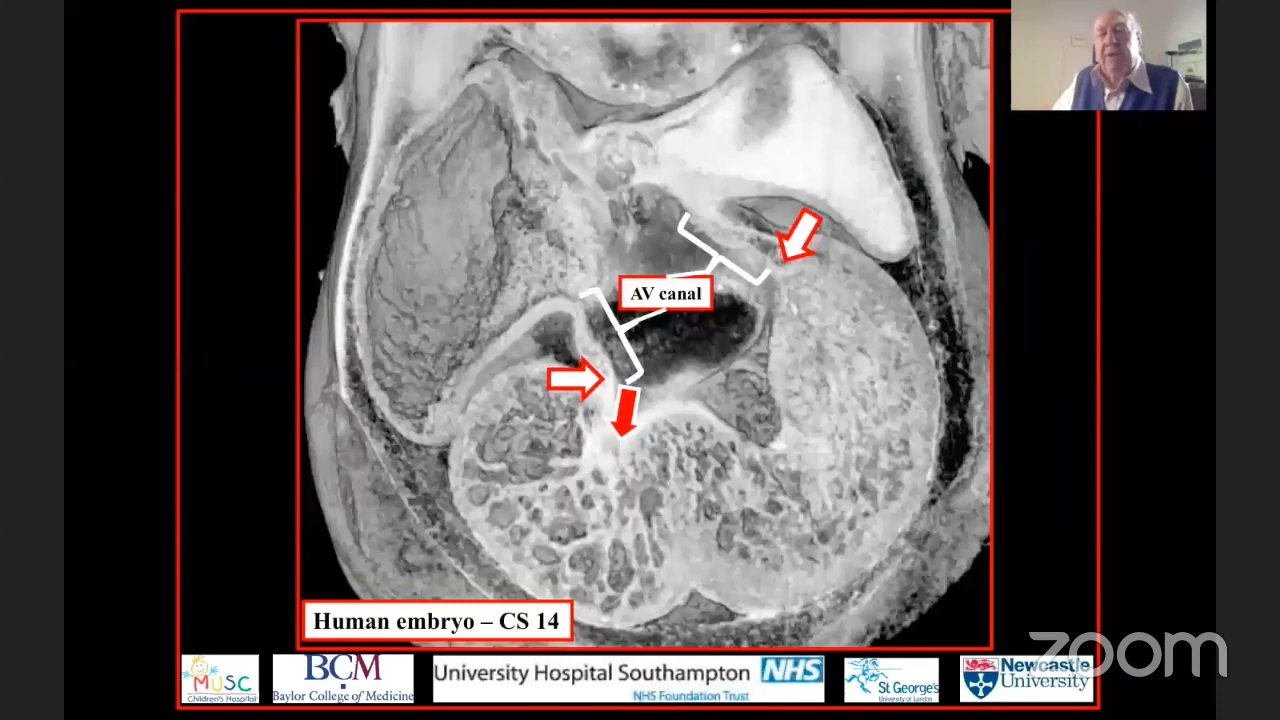 AV canal
Human embryo – CS 14
MUSC
Children's Hospital
BCM
Baylor College of Medicine
University Hospital Southampton NHS
NHS Foundation Trust
St George's
University of London
Newcastle
University
zoom